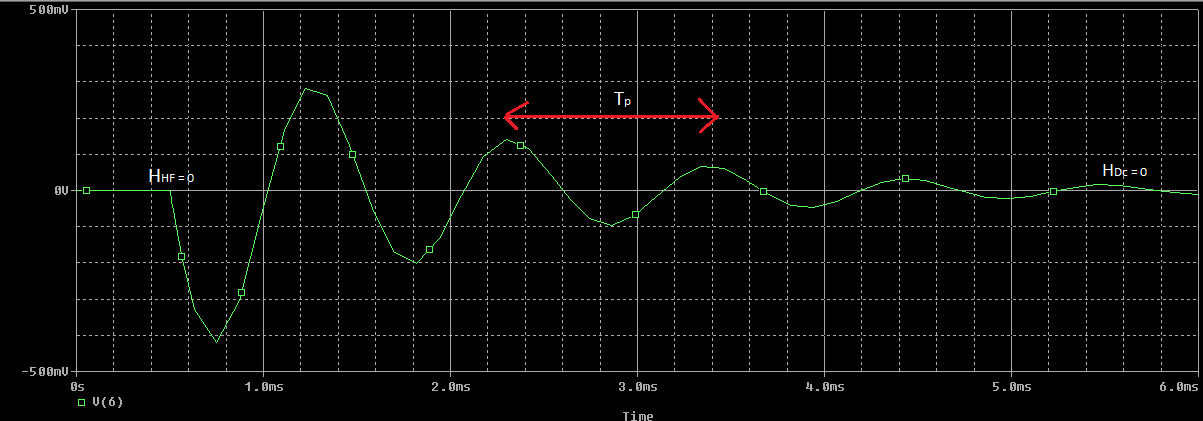 500mV
Tp
HHF = 0
HDC = 0
0V
-500mV
0s 1.0ms 2.0ms 3.0ms 4.0ms 5.0ms 6.0ms
V(6)
Time